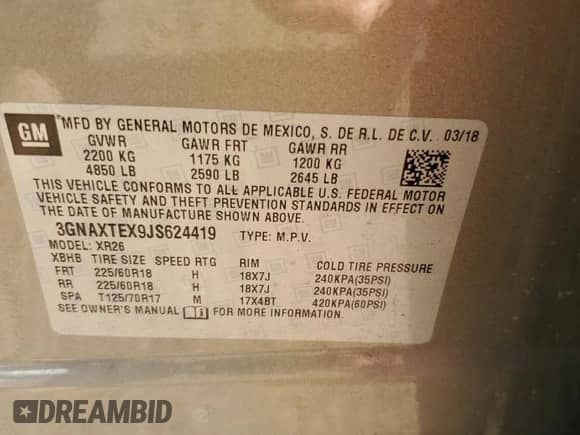 GM
MFD BY GENERAL MOTORS DE MEXICO, S. DE R.L. DE C.V. 03/18
GVWR GAWR FRT GAWR RR
2200 KG 1175 KG 1200 KG
4850 LB 2590 LB 2645 LB
THIS VEHICLE CONFORMS TO ALL APPLICABLE U.S. FEDERAL MOTOR
VEHICLE SAFETY AND THEFT PREVENTION STANDARDS IN EFFECT ON
THE DATE OF MANUFACTURE SHOWN ABOVE.
3GNAXTEX9JS624419 TYPE: M.P.V.
MODEL: XR26
XBHB TIRE SIZE SPEED RTG RIM COLD TIRE PRESSURE
FRT 225/60R18 H 18X7J 240KPA(35PSI)
RR 225/60R18 H 18X7J 240KPA(35PSI)
SPA T125/70R17 M 17X4BT 420KPA(60PSI)
SEE OWNER'S MANUAL FOR MORE INFORMATION.
DREAMBID